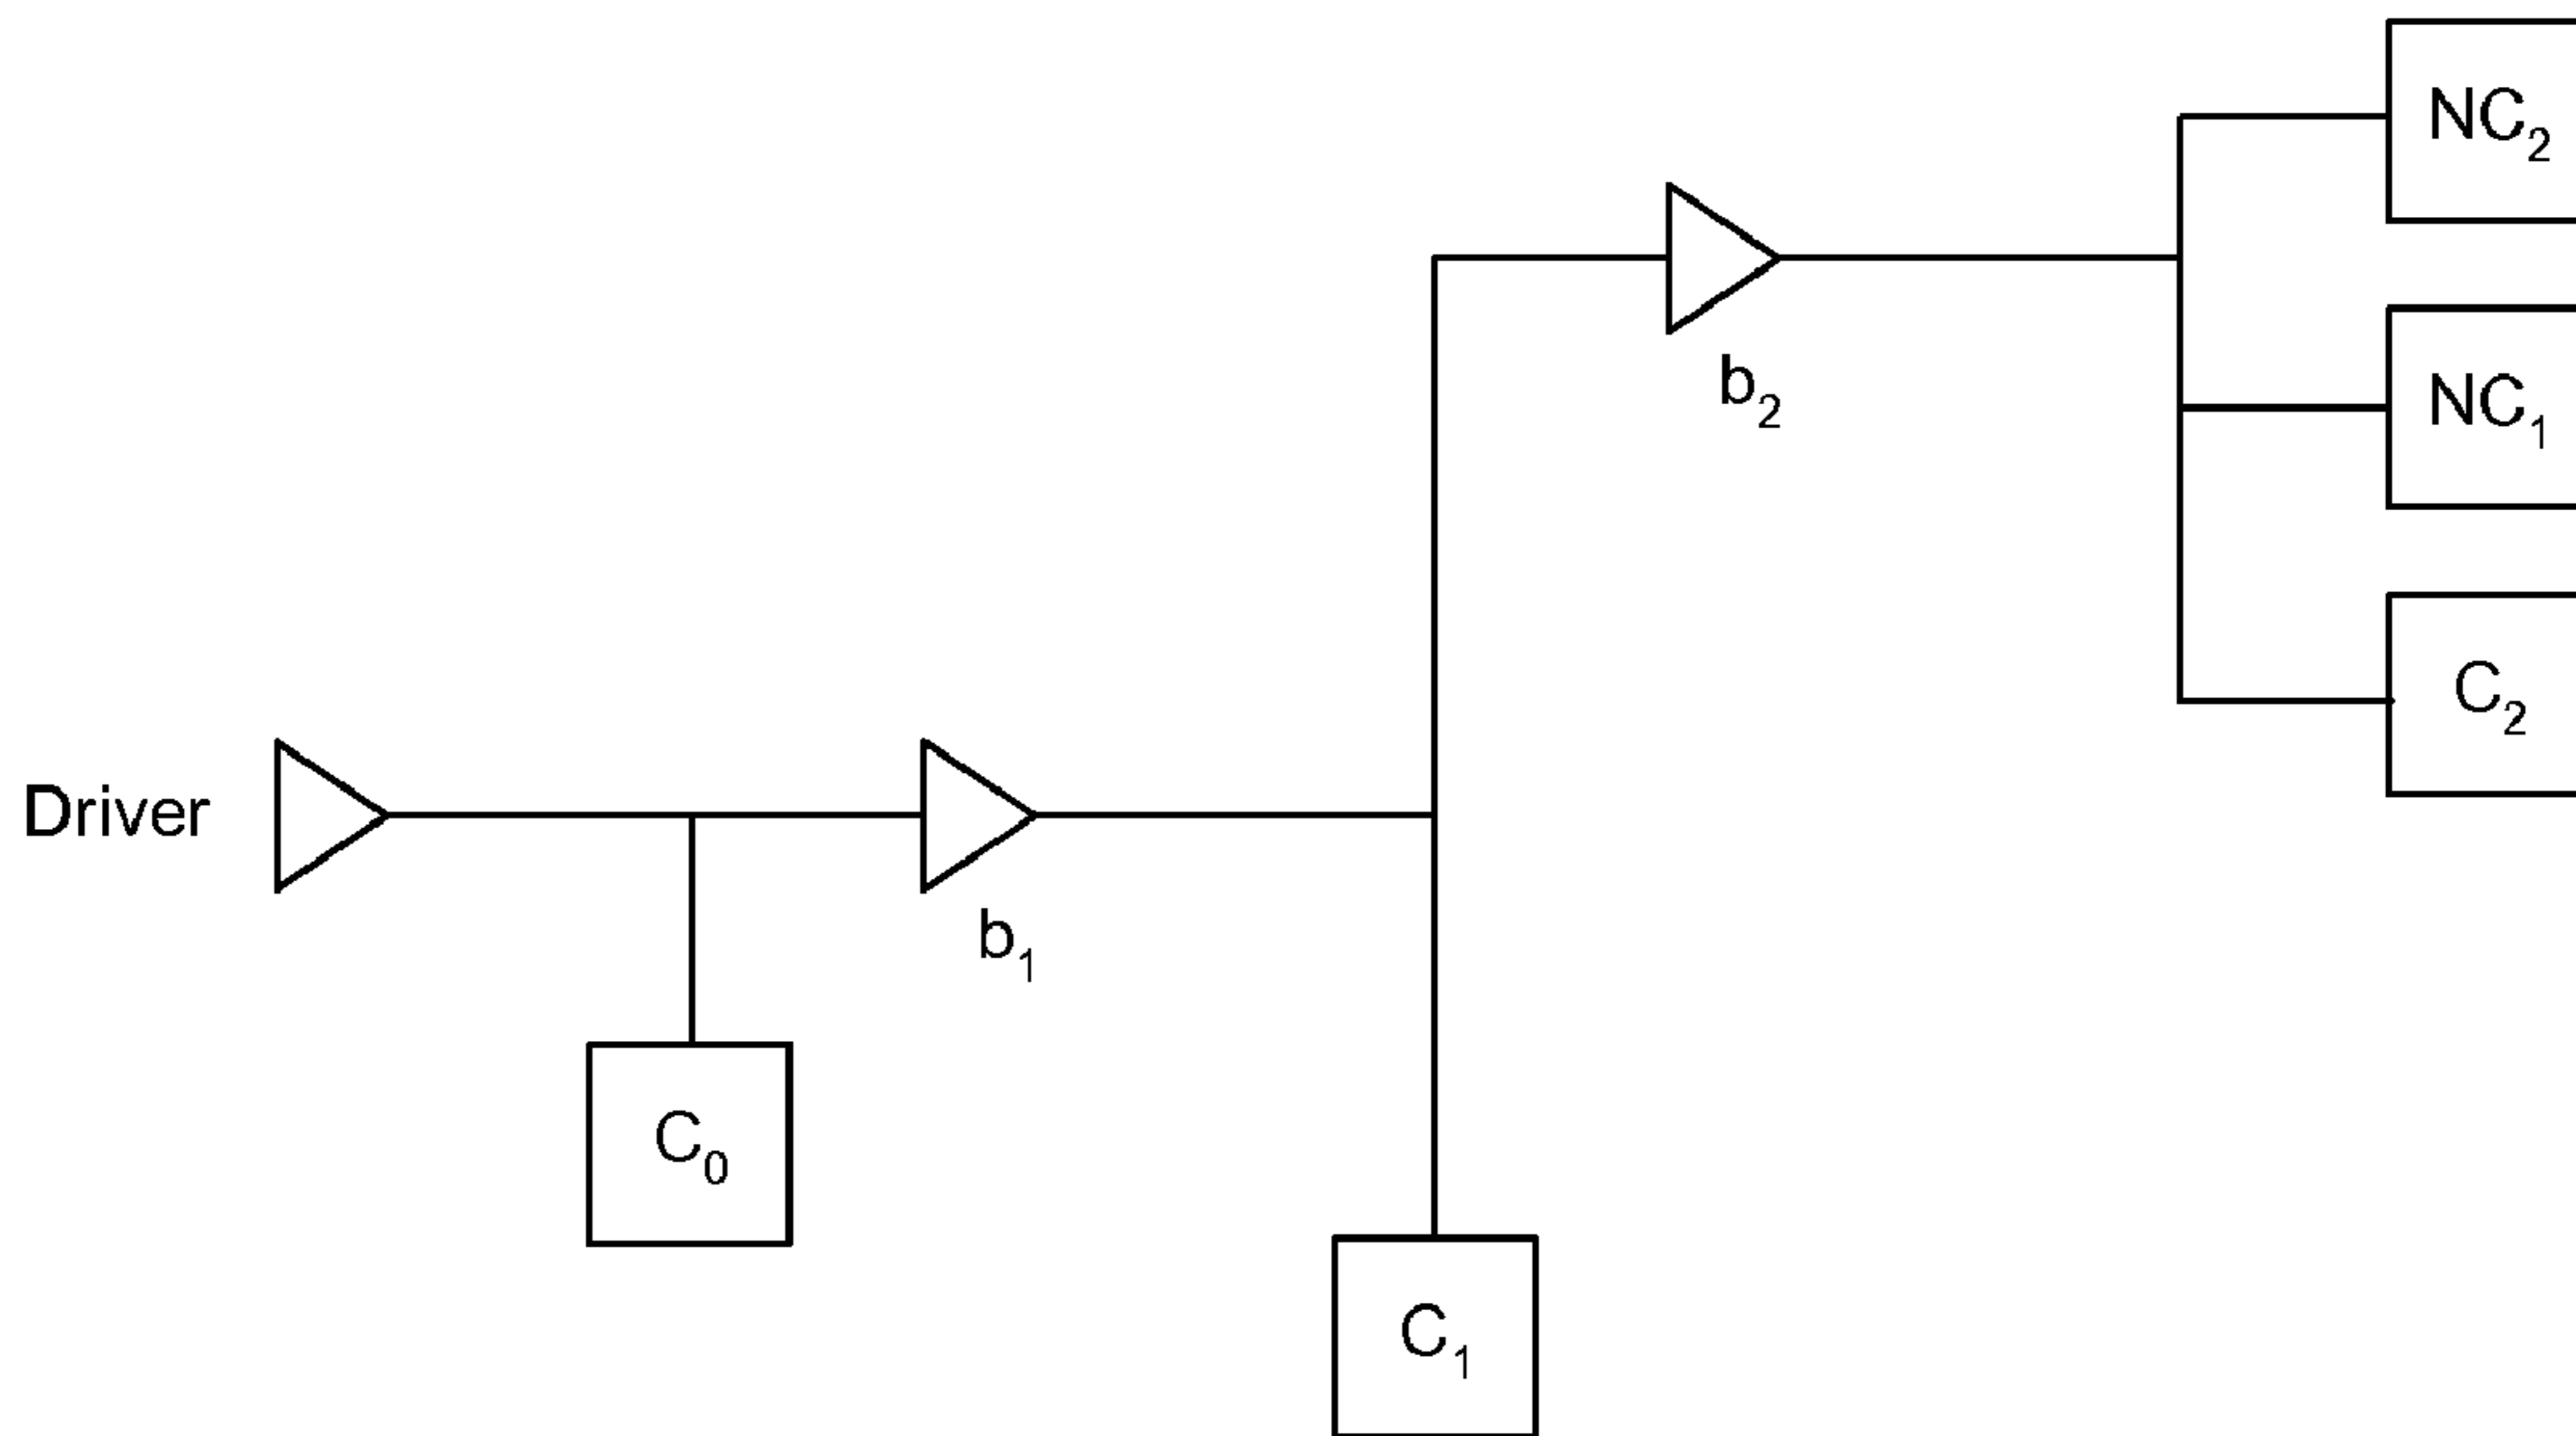 NC₂
b₂
NC₁
C₂
Driver
b₁
C₀
C₁